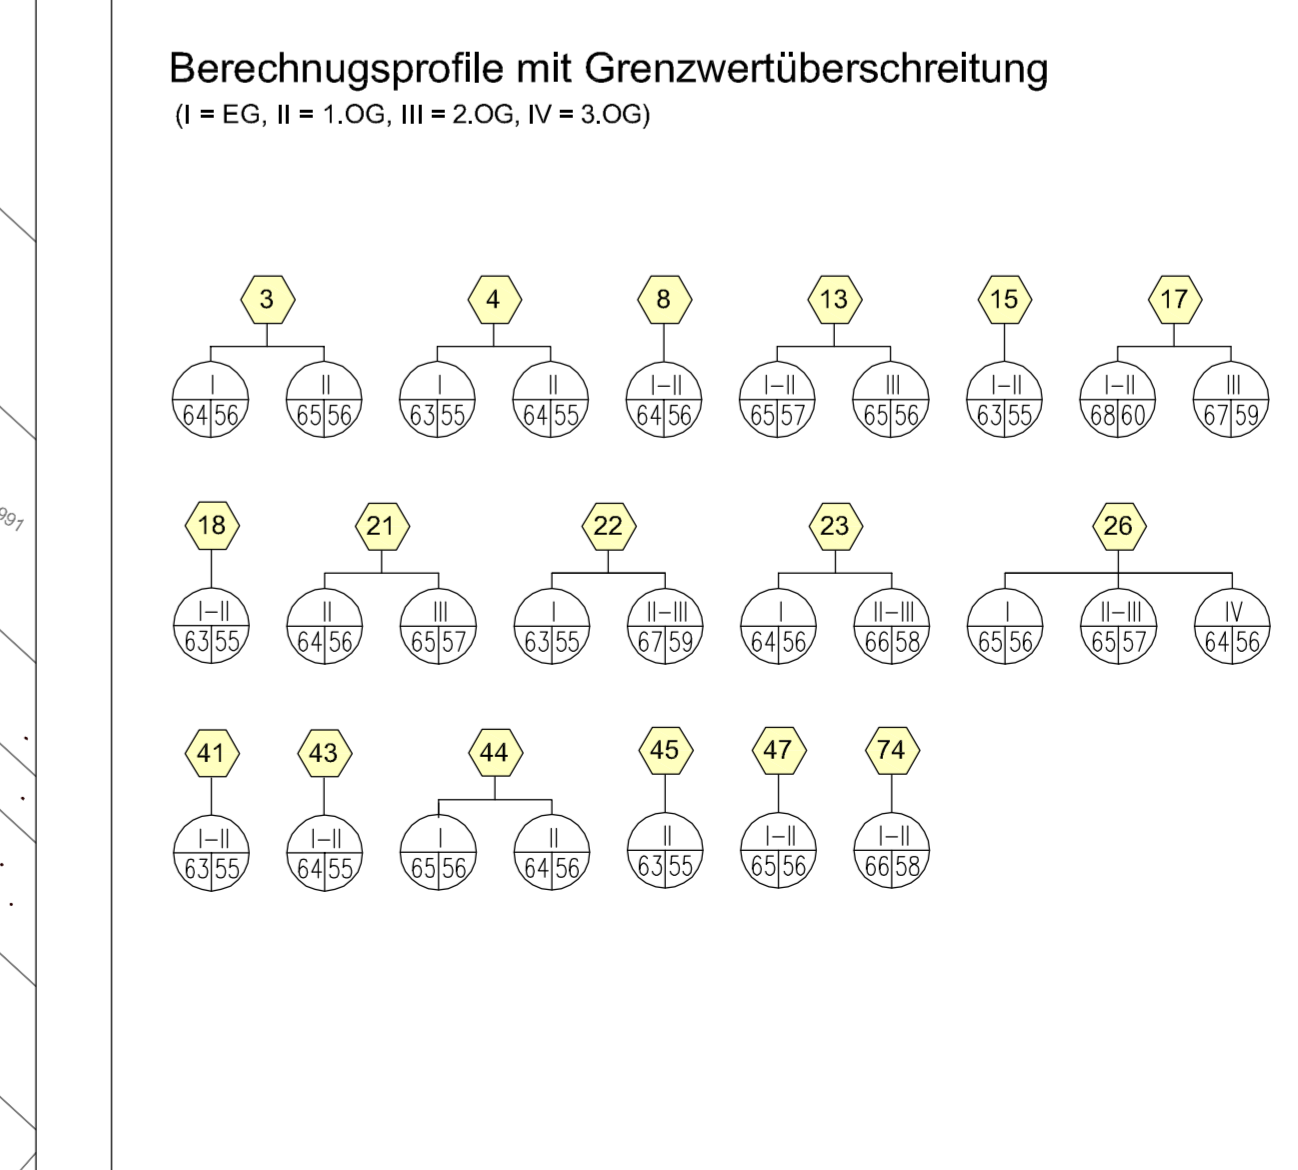 Berechnugsprofile mit Grenzwertüberschreitung
(I = EG, II = 1.OG, III = 2.OG, IV = 3.OG)
3 4 8 13 15 17
I II I II I-II I-II III I-II I-II III
64 56 65 56 63 55 64 55 64 56 65 57 65 56 63 55 68 60 67 59
991
18 21 22 23 26
I-II II III I II-III I II-III I II-III IV
63 55 64 56 65 57 63 55 67 59 64 56 66 58 65 56 65 57 64 56
41 43 44 45 47 74
I-II I-II I II II I-II I-II
63 55 64 55 65 56 64 56 63 55 65 56 66 58